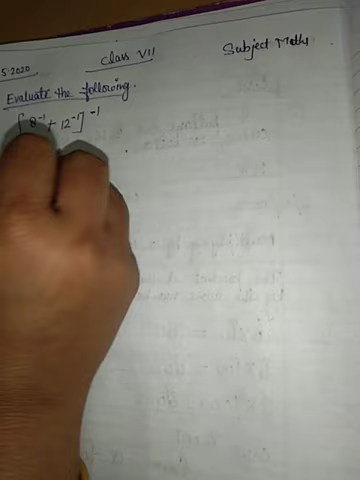 5.2020 Class VII Subject Maths
Evaluate the following.
[8⁻¹ + 12⁻¹]⁻¹